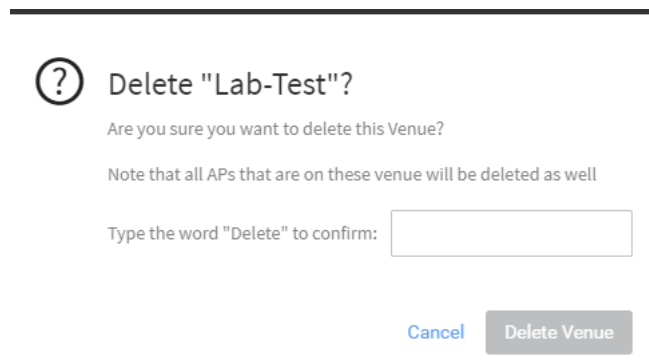 ?
Delete "Lab-Test"?
Are you sure you want to delete this Venue?
Note that all APs that are on these venue will be deleted as well
Type the word "Delete" to confirm:
Cancel Delete Venue